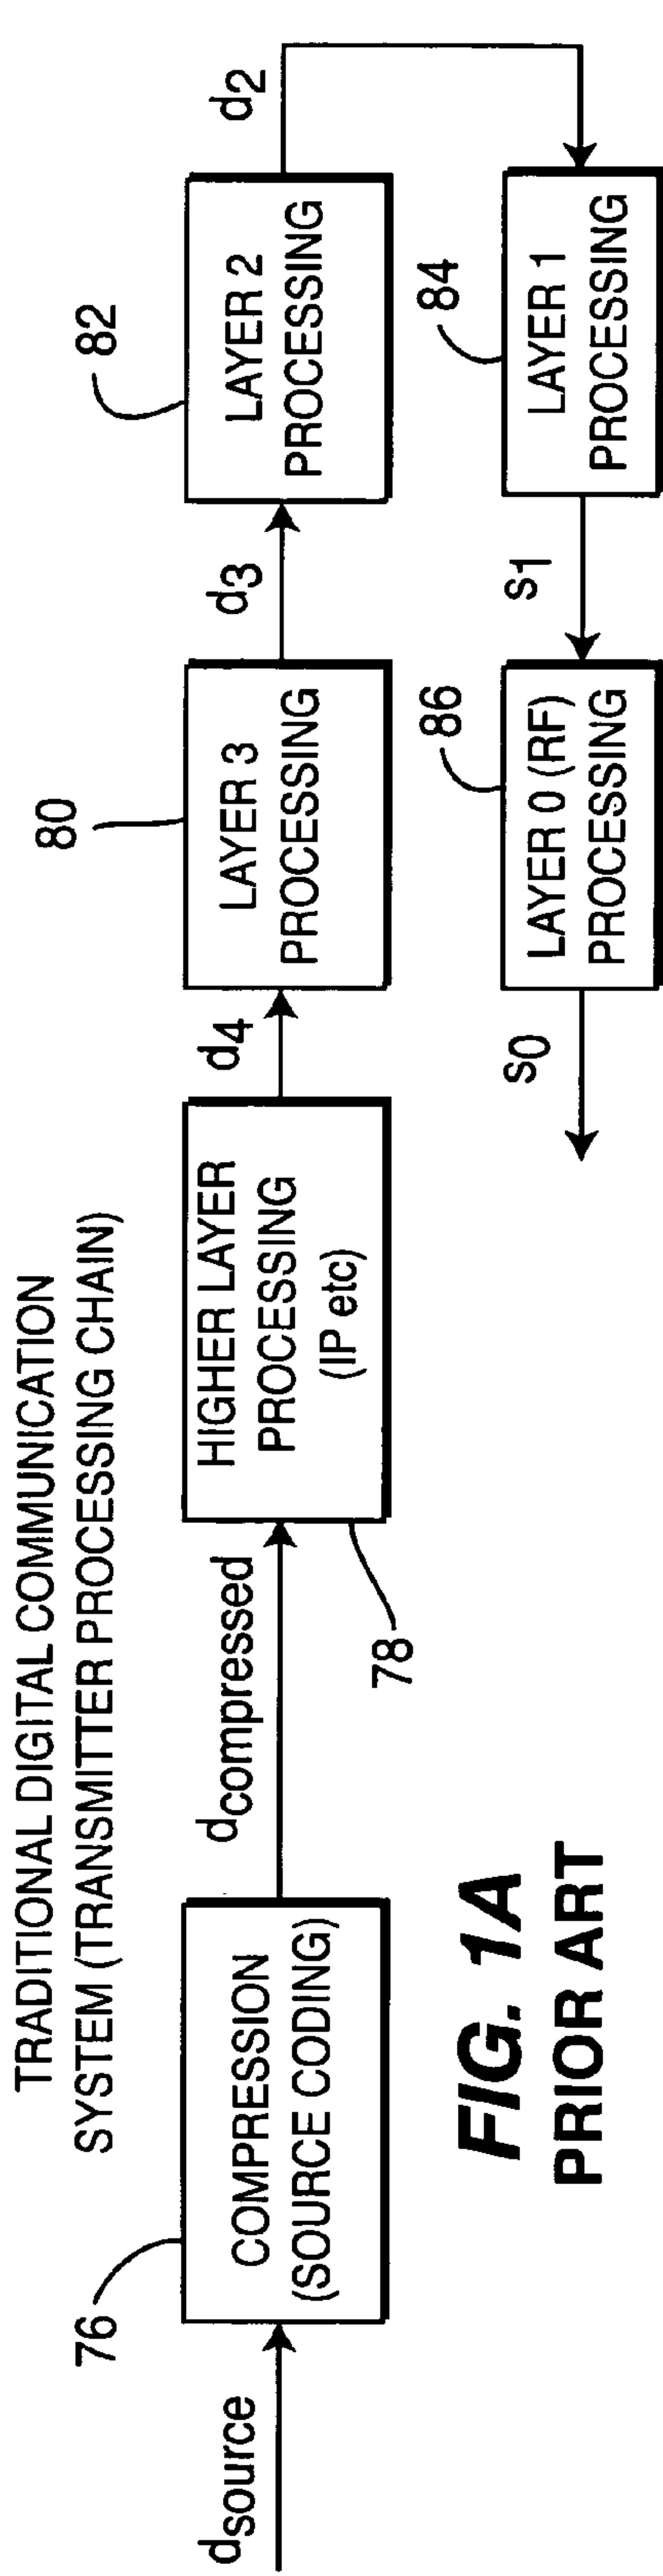 TRADITIONAL DIGITAL COMMUNICATION
SYSTEM (TRANSMITTER PROCESSING CHAIN)
dsource
76
COMPRESSION
(SOURCE CODING)
dcompressed
78
HIGHER LAYER
PROCESSING
(IP etc)
d4
80
LAYER 3
PROCESSING
d3
82
LAYER 2
PROCESSING
d2
84
LAYER 1
PROCESSING
s1
86
LAYER 0 (RF)
PROCESSING
s0
FIG. 1A
PRIOR ART